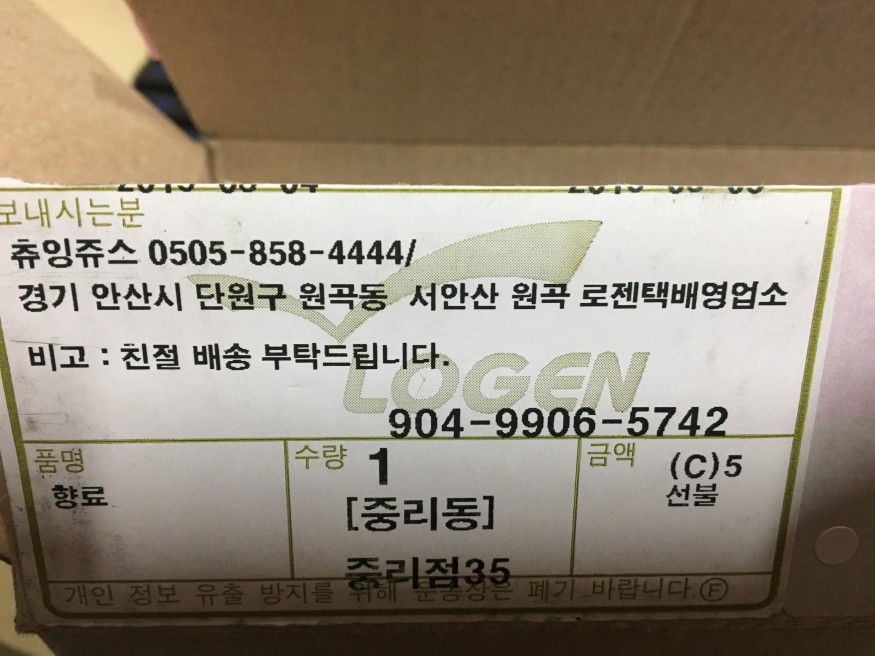 보내시는분
츄잉쥬스 0505-858-4444/
경기 안산시 단원구 원곡동 서안산 원곡 로젠택배영업소
비고 : 친절 배송 부탁드립니다.
LOGEN
904-9906-5742
품명 수량 1 금액 (C)5
향료 선불
[중리동]
중리점35
개인 정보 유출 방지를 위해 운송장은 폐기 바랍니다. Ⓕ